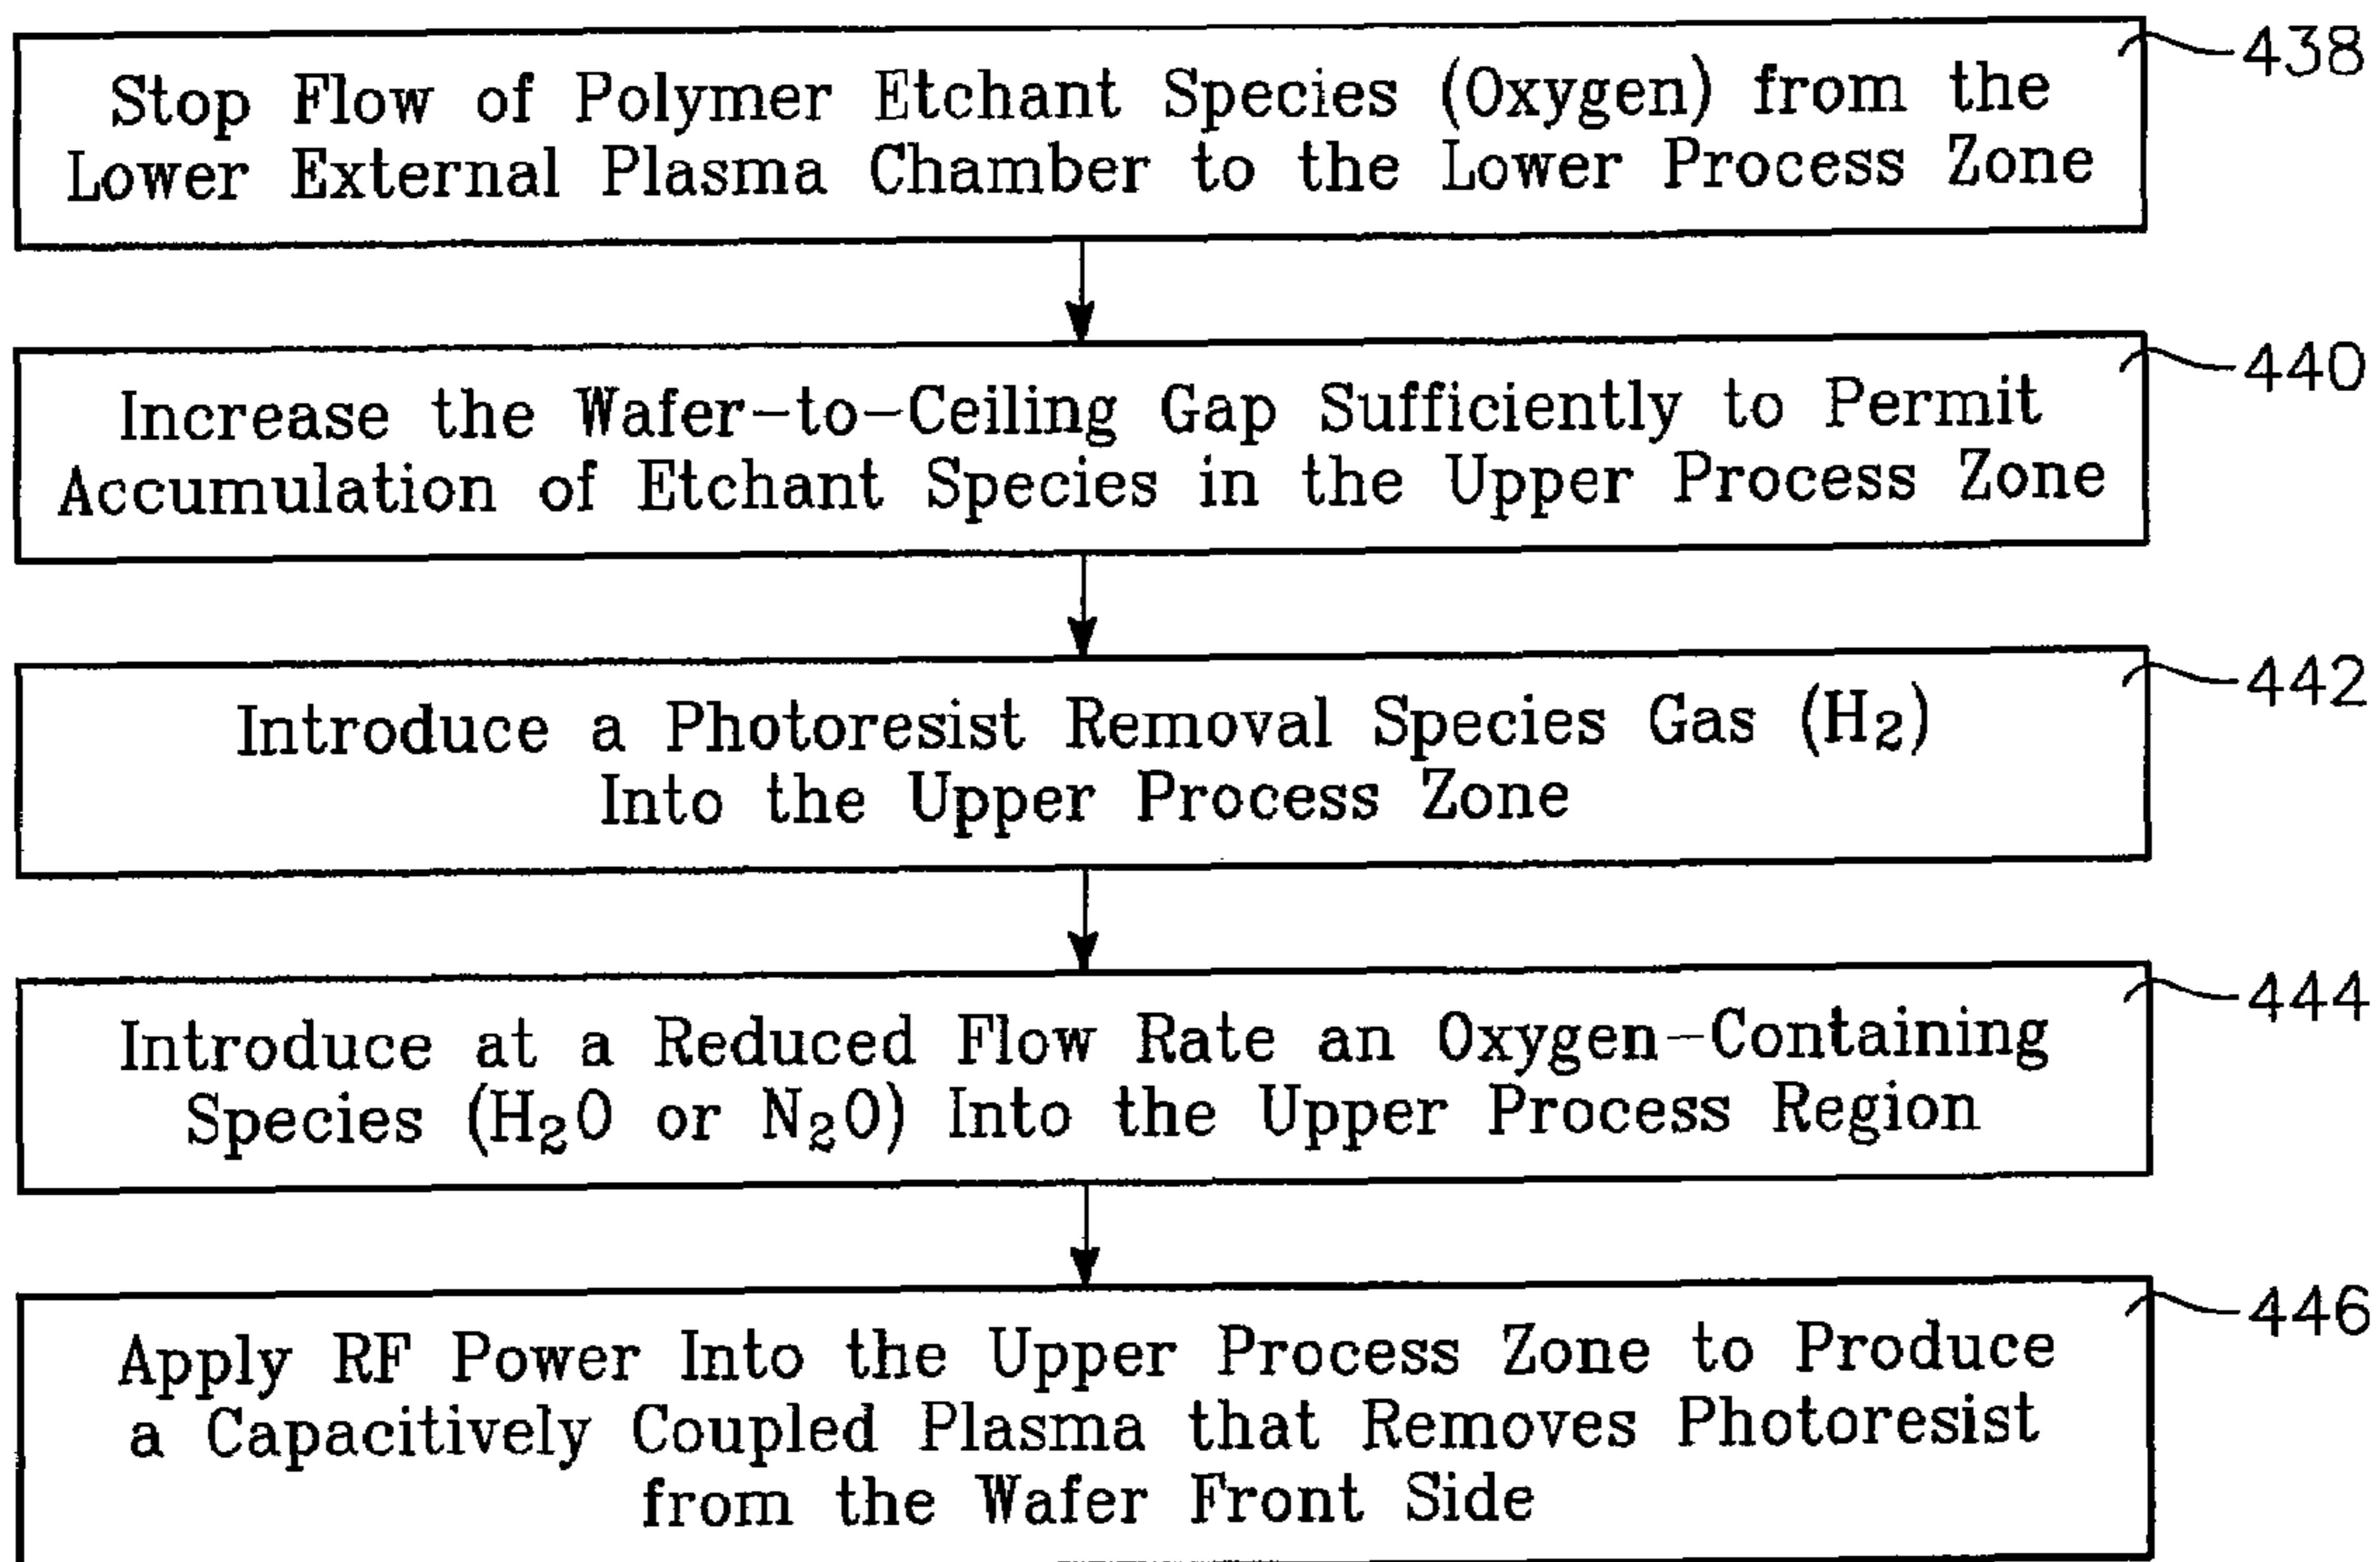 Stop Flow of Polymer Etchant Species (Oxygen) from the
Lower External Plasma Chamber to the Lower Process Zone
438
Increase the Wafer-to-Ceiling Gap Sufficiently to Permit
Accumulation of Etchant Species in the Upper Process Zone
440
Introduce a Photoresist Removal Species Gas (H2)
Into the Upper Process Zone
442
Introduce at a Reduced Flow Rate an Oxygen-Containing
Species (H2O or N2O) Into the Upper Process Region
444
Apply RF Power Into the Upper Process Zone to Produce
a Capacitively Coupled Plasma that Removes Photoresist
from the Wafer Front Side
446